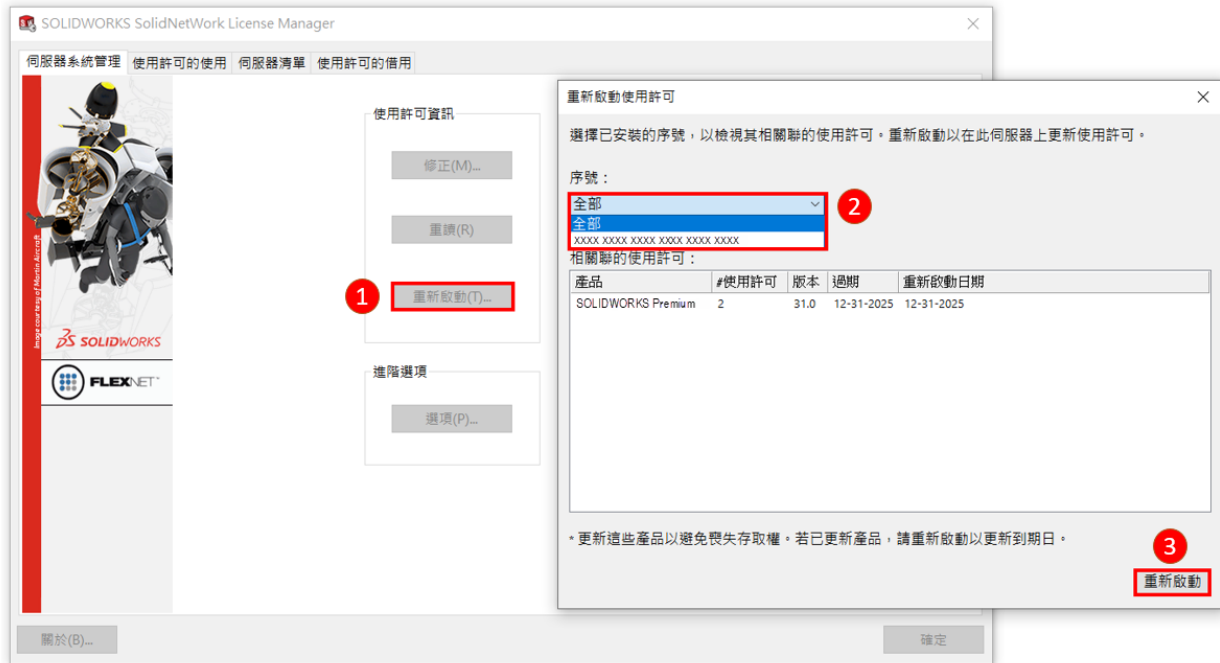 SOLIDWORKS SolidNetWork License Manager
伺服器系統管理 使用許可的使用 伺服器清單 使用許可的借用
使用許可資訊
修正(M)...
重讀(R)
1
重新啟動(T)...
進階選項
選項(P)...
Image courtesy of Martin Aircraft
SOLIDWORKS
FLEXNET
關於(B)...
確定
重新啟動使用許可
選擇已安裝的序號，以檢視其相關聯的使用許可。重新啟動以在此伺服器上更新使用許可。
序號：
全部
2
全部
XXXX XXXX XXXX XXXX XXXX XXXX
相關聯的使用許可：
產品 #使用許可 版本 過期 重新啟動日期
SOLIDWORKS Premium 2 31.0 12-31-2025 12-31-2025
*更新這些產品以避免喪失存取權。若已更新產品，請重新啟動以更新到期日。
3
重新啟動